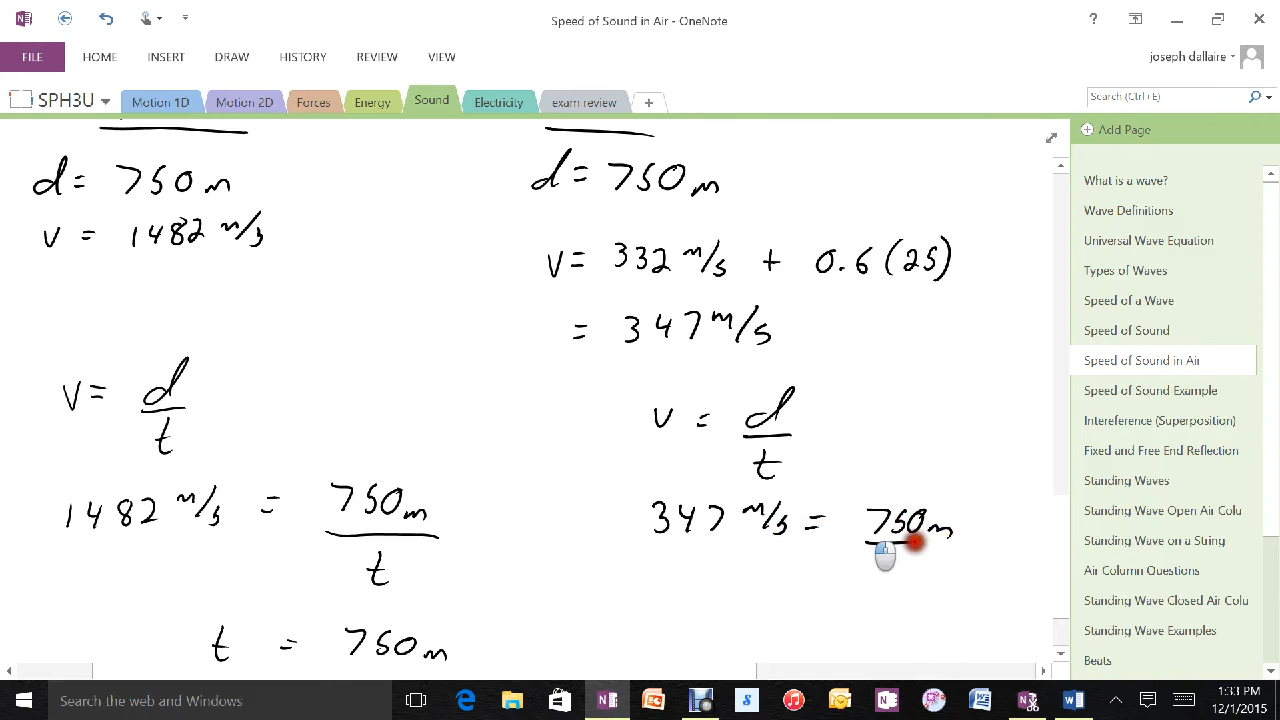 Speed of Sound in Air - OneNote
?
FILE HOME INSERT DRAW HISTORY REVIEW VIEW
joseph dallaire
SPH3U Motion 1D Motion 2D Forces Energy Sound Electricity exam review +
Search (Ctrl+E)
d = 750 m
v = 1482 m/s
v = d
t
1482 m/s = 750 m
t
t = 750 m
d = 750 m
v = 332 m/s + 0.6 (25)
= 347 m/s
v = d
t
347 m/s = 750 m
Add Page
What is a wave?
Wave Definitions
Universal Wave Equation
Types of Waves
Speed of a Wave
Speed of Sound
Speed of Sound in Air
Speed of Sound Example
Intereference (Superposition)
Fixed and Free End Reflection
Standing Waves
Standing Wave Open Air Colu
Standing Wave on a String
Air Column Questions
Standing Wave Closed Air Colu
Standing Wave Examples
Beats
Search the web and Windows
1:33 PM
12/1/2015